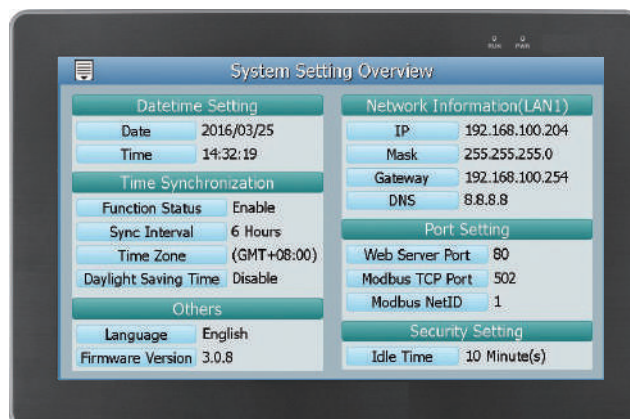 RUN PWR
System Setting Overview
Datetime Setting
Date 2016/03/25
Time 14:32:19
Time Synchronization
Function Status Enable
Sync Interval 6 Hours
Time Zone (GMT+08:00)
Daylight Saving Time Disable
Others
Language English
Firmware Version 3.0.8
Network Information(LAN1)
IP 192.168.100.204
Mask 255.255.255.0
Gateway 192.168.100.254
DNS 8.8.8.8
Port Setting
Web Server Port 80
Modbus TCP Port 502
Modbus NetID 1
Security Setting
Idle Time 10 Minute(s)